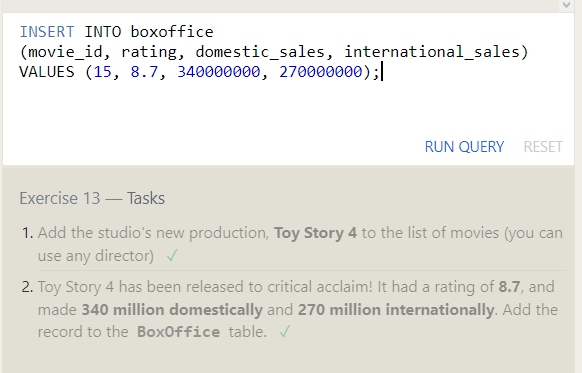 INSERT INTO boxoffice
(movie_id, rating, domestic_sales, international_sales)
VALUES (15, 8.7, 340000000, 270000000);
RUN QUERY RESET
Exercise 13 — Tasks
1. Add the studio's new production, Toy Story 4 to the list of movies (you can
use any director) ✓
2. Toy Story 4 has been released to critical acclaim! It had a rating of 8.7, and
made 340 million domestically and 270 million internationally. Add the
record to the BoxOffice table. ✓